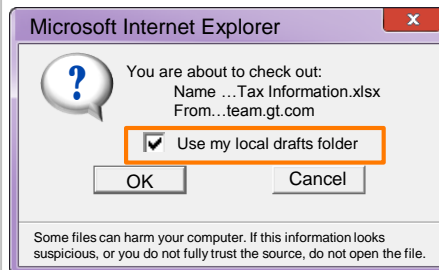 Microsoft Internet Explorer
x
?
You are about to check out:
Name …Tax Information.xlsx
From…team.gt.com
Use my local drafts folder
OK Cancel
Some files can harm your computer. If this information looks
suspicious, or you do not fully trust the source, do not open the file.